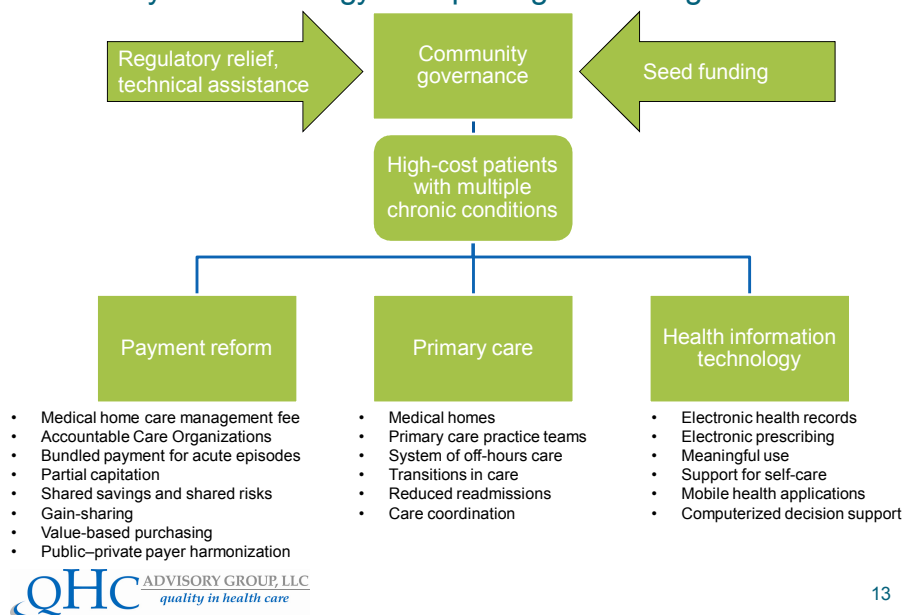 Regulatory relief,
technical assistance
Community
governance
Seed funding
High-cost patients
with multiple
chronic conditions
Payment reform
Primary care
Health information
technology
• Medical home care management fee
• Accountable Care Organizations
• Bundled payment for acute episodes
• Partial capitation
• Shared savings and shared risks
• Gain-sharing
• Value-based purchasing
• Public–private payer harmonization
• Medical homes
• Primary care practice teams
• System of off-hours care
• Transitions in care
• Reduced readmissions
• Care coordination
• Electronic health records
• Electronic prescribing
• Meaningful use
• Support for self-care
• Mobile health applications
• Computerized decision support
QHC ADVISORY GROUP, LLC
quality in health care
13